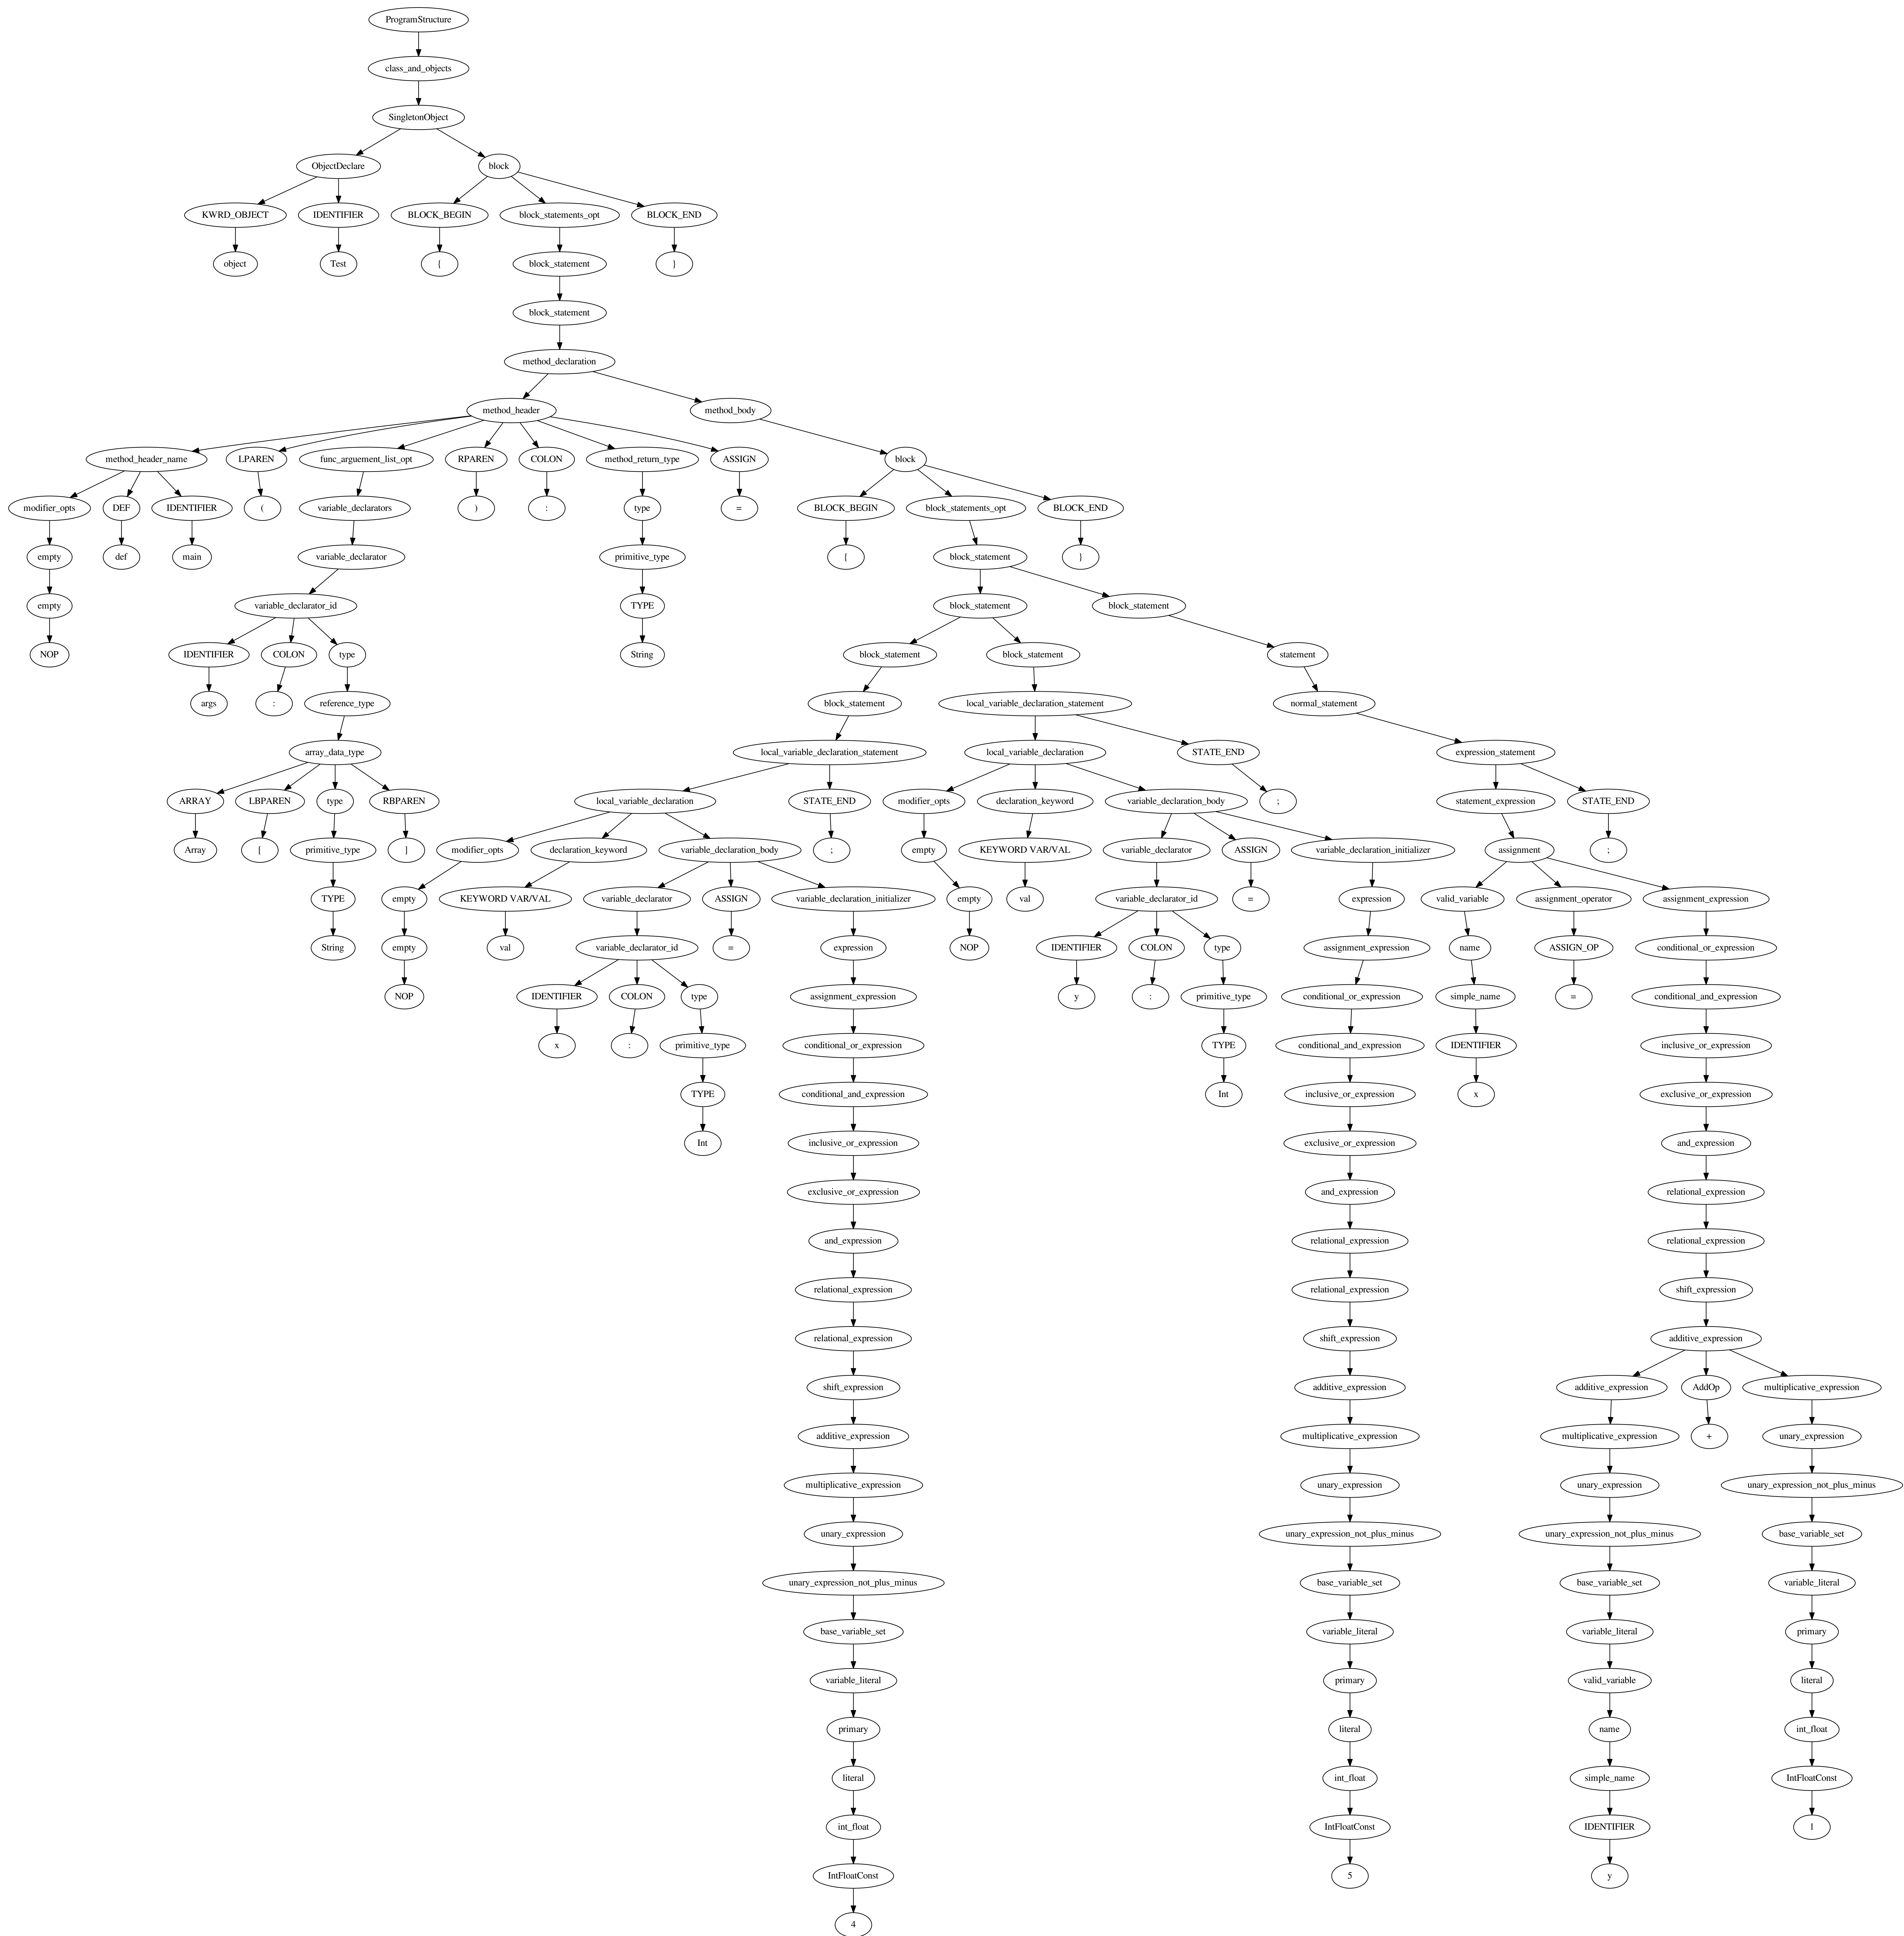 ProgramStructure
class_and_objects
SingletonObject
ObjectDeclare block
KWRD_OBJECT IDENTIFIER BLOCK_BEGIN block_statements_opt BLOCK_END
object Test { block_statement }
block_statement
method_declaration
method_header method_body
method_header_name LPAREN func_arguement_list_opt RPAREN COLON method_return_type ASSIGN block
modifier_opts DEF IDENTIFIER ( variable_declarators ) : type = BLOCK_BEGIN block_statements_opt BLOCK_END
empty def main variable_declarator primitive_type { block_statement }
empty variable_declarator_id TYPE block_statement block_statement
NOP IDENTIFIER COLON type String block_statement block_statement statement
args : reference_type block_statement local_variable_declaration_statement normal_statement
array_data_type local_variable_declaration_statement local_variable_declaration STATE_END expression_statement
ARRAY LBPAREN type RBPAREN local_variable_declaration STATE_END modifier_opts declaration_keyword variable_declaration_body ; statement_expression STATE_END
Array [ primitive_type ] modifier_opts declaration_keyword variable_declaration_body ; empty KEYWORD VAR/VAL variable_declarator ASSIGN variable_declaration_initializer assignment ;
TYPE empty KEYWORD VAR/VAL variable_declarator ASSIGN variable_declaration_initializer empty val variable_declarator_id = expression valid_variable assignment_operator assignment_expression
String empty val variable_declarator_id = expression NOP IDENTIFIER COLON type assignment_expression name ASSIGN_OP conditional_or_expression
NOP IDENTIFIER COLON type assignment_expression y : primitive_type conditional_or_expression simple_name = conditional_and_expression
x : primitive_type conditional_or_expression TYPE conditional_and_expression IDENTIFIER inclusive_or_expression
TYPE conditional_and_expression Int inclusive_or_expression x exclusive_or_expression
Int inclusive_or_expression exclusive_or_expression and_expression
exclusive_or_expression and_expression relational_expression
and_expression relational_expression relational_expression
relational_expression relational_expression shift_expression
relational_expression shift_expression additive_expression
shift_expression additive_expression additive_expression AddOp multiplicative_expression
additive_expression multiplicative_expression multiplicative_expression + unary_expression
multiplicative_expression unary_expression unary_expression unary_expression_not_plus_minus
unary_expression unary_expression_not_plus_minus unary_expression_not_plus_minus base_variable_set
unary_expression_not_plus_minus base_variable_set base_variable_set variable_literal
base_variable_set variable_literal variable_literal primary
variable_literal primary valid_variable literal
primary literal name int_float
literal int_float simple_name IntFloatConst
int_float IntFloatConst IDENTIFIER 1
IntFloatConst 5 y
4